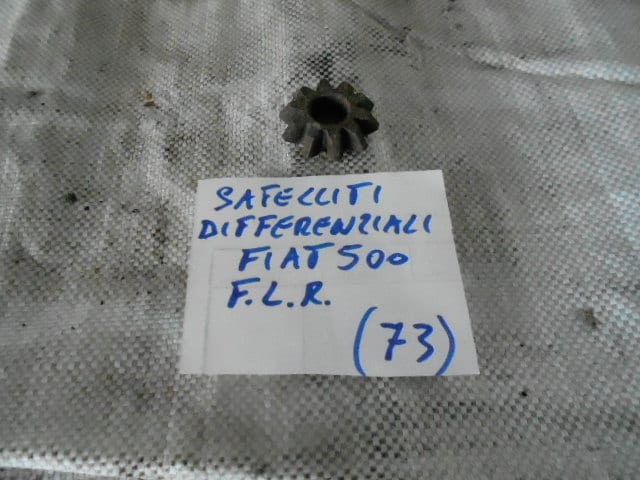 SATELLITI
DIFFERENZIALI
FIAT 500
F.L.R.
(73)